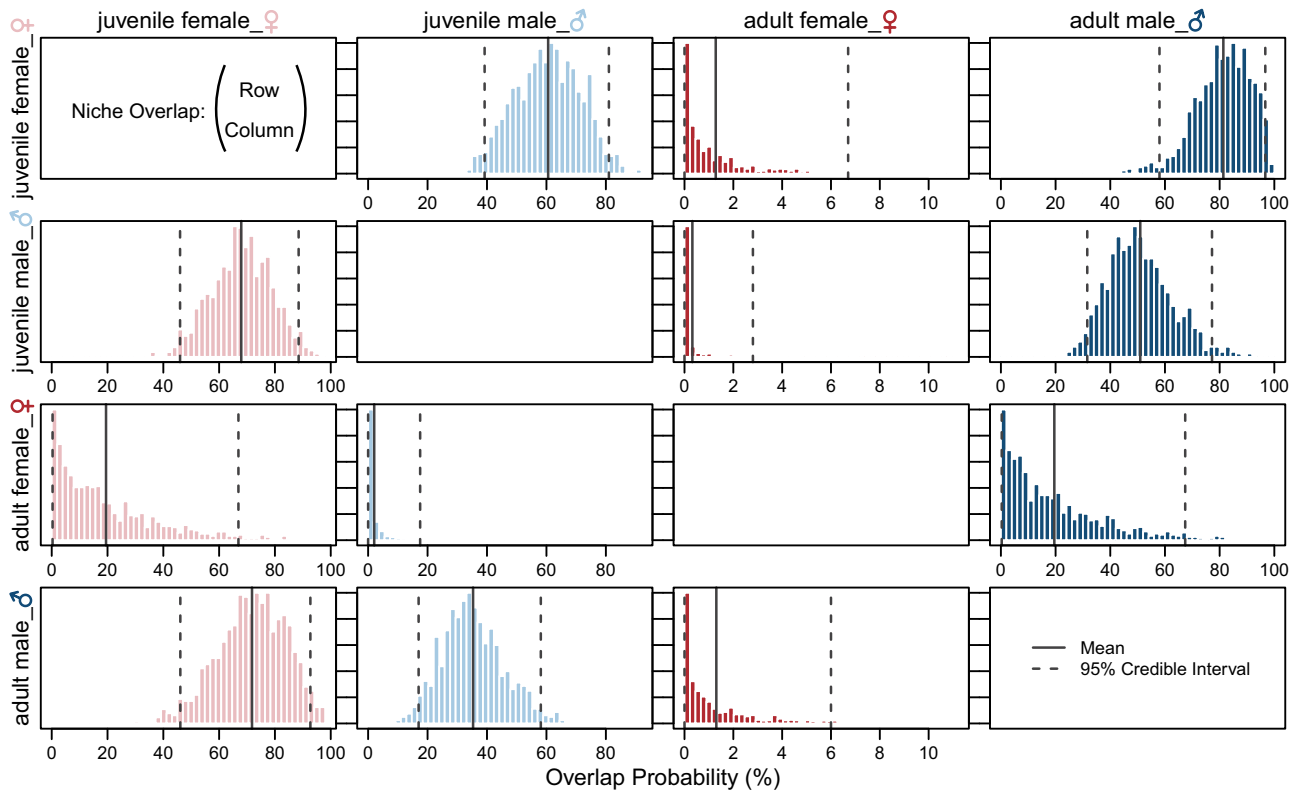 juvenile female_♀ juvenile male_♂ adult female_♀ adult male_♂
juvenile female_♀
Niche Overlap: (Row
Column)
0 20 40 60 80
0 2 4 6 8 10
0 20 40 60 80 100
juvenile male_♂
0 20 40 60 80 100
0 2 4 6 8 10
0 20 40 60 80 100
adult female_♀
0 20 40 60 80 100
0 20 40 60 80
0 20 40 60 80 100
adult male_♂
Mean
95% Credible Interval
0 20 40 60 80 100
0 20 40 60 80
0 2 4 6 8 10
Overlap Probability (%)